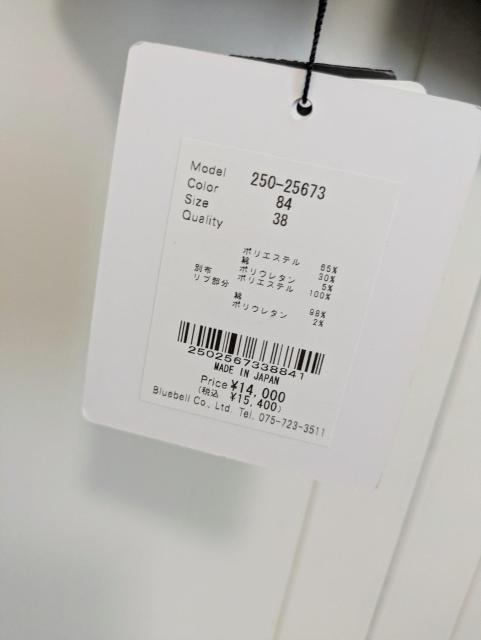 Model 250-25673
Color 84
Size 38
Quality
ポリエステル 65%
綿 30%
ポリウレタン 5%
別布 ポリエステル 100%
リブ部分
綿 98%
ポリウレタン 2%
2502567338841
MADE IN JAPAN
Price ¥14,000
(税込 ¥15,400)
Bluebell Co., Ltd. Tel. 075-723-3511